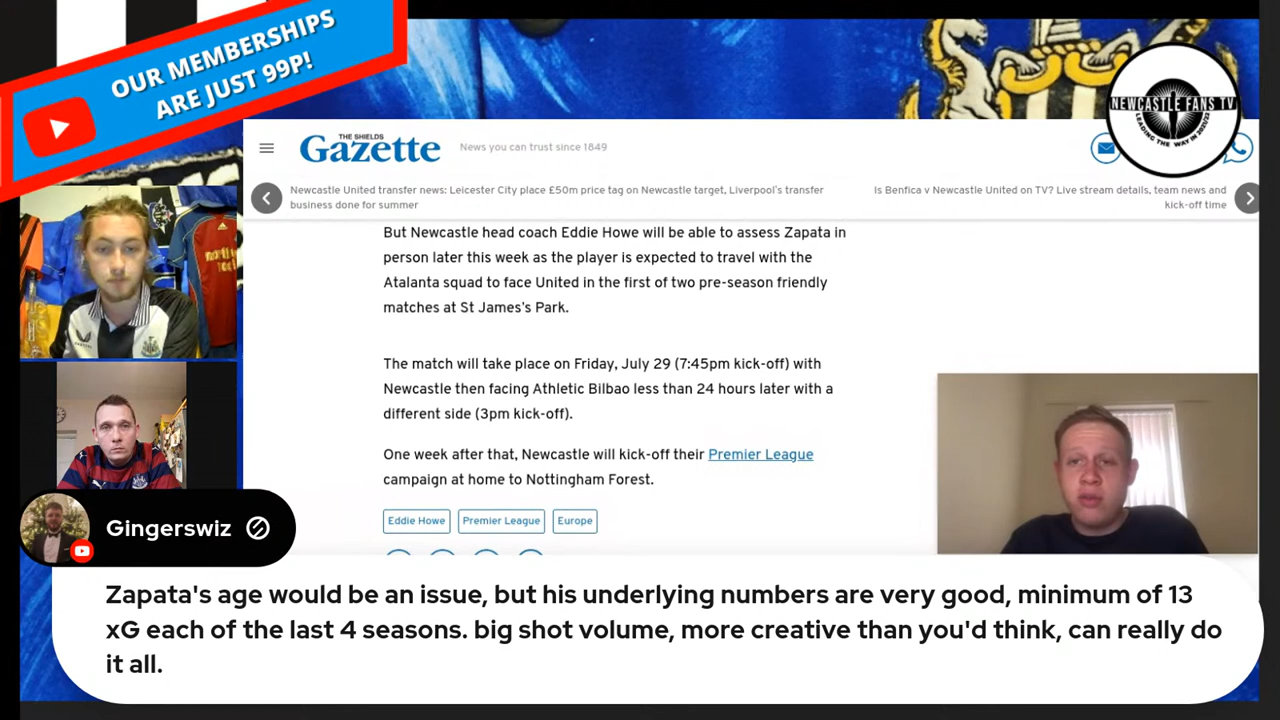 OUR MEMBERSHIPS
ARE JUST 99P!
NEWCASTLE FANS TV
LEADING THE WAY IN 2021/22
THE SHIELDS
Gazette
News you can trust since 1849
Newcastle United transfer news: Leicester City place £50m price tag on Newcastle target, Liverpool's transfer
business done for summer
Is Benfica v Newcastle United on TV? Live stream details, team news and
kick-off time
But Newcastle head coach Eddie Howe will be able to assess Zapata in
person later this week as the player is expected to travel with the
Atalanta squad to face United in the first of two pre-season friendly
matches at St James's Park.
The match will take place on Friday, July 29 (7:45pm kick-off) with
Newcastle then facing Athletic Bilbao less than 24 hours later with a
different side (3pm kick-off).
One week after that, Newcastle will kick-off their Premier League
campaign at home to Nottingham Forest.
Eddie Howe
Premier League
Europe
Gingerswiz
Zapata's age would be an issue, but his underlying numbers are very good, minimum of 13
xG each of the last 4 seasons. big shot volume, more creative than you'd think, can really do
it all.